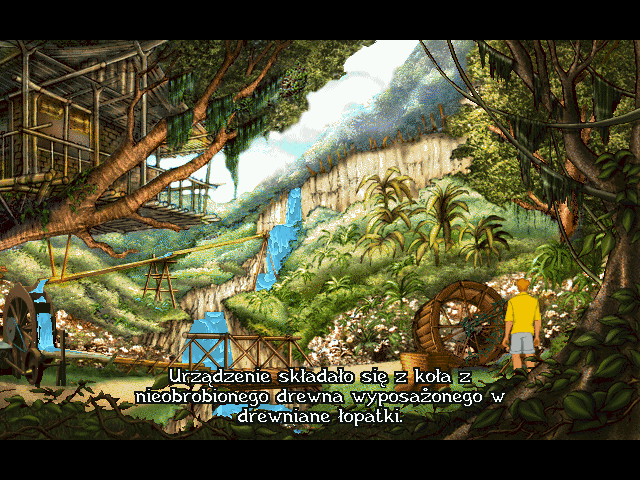 Urządzenie składało się z koła z
nieobrobionego drewna wyposażonego w
drewniane łopatki.